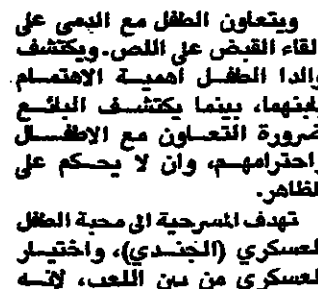 ويتعاون الطفل مع الدمى على
القاء القبض على اللص. ويكتشف
والدا الطفل اهمية الاهتمام
بابنهما، بينما يكتشف البائع
ضرورة التعاون مع الاطفال
واحترامهم، وان لا يحكم على
الظاهر.
تهدف المسرحية الى محبة الطفل
للعسكري (الجندي)، واختيار
العسكري من بين اللعب، لانه